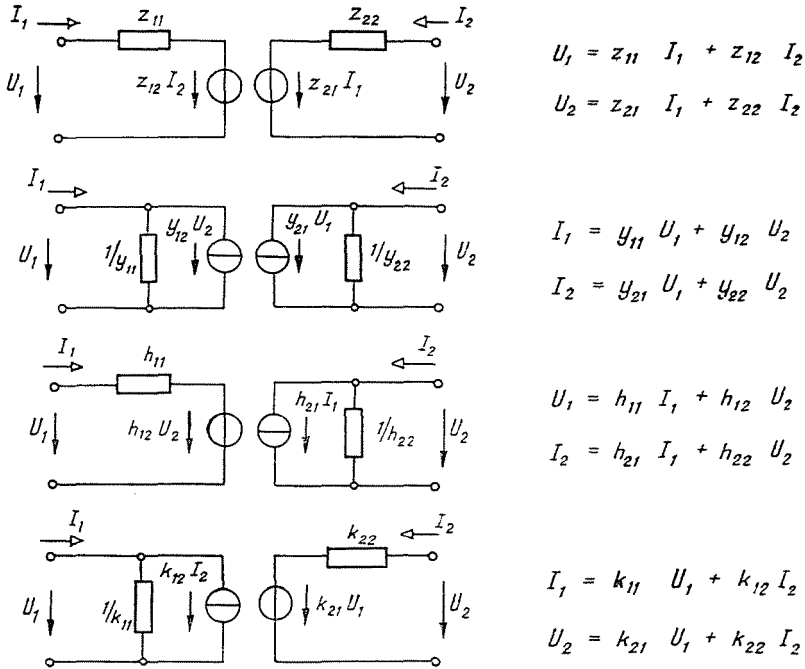 I₁ z₁₁ z₂₂ I₂
U₁ z₁₂ I₂ z₂₁ I₁ U₂
U₁ = z₁₁ I₁ + z₁₂ I₂
U₂ = z₂₁ I₁ + z₂₂ I₂
I₁ I₂
U₁ 1/y₁₁ y₁₂ U₂ y₂₁ U₁ 1/y₂₂ U₂
I₁ = y₁₁ U₁ + y₁₂ U₂
I₂ = y₂₁ U₁ + y₂₂ U₂
I₁ h₁₁ I₂
U₁ h₁₂ U₂ h₂₁ I₁ 1/h₂₂ U₂
U₁ = h₁₁ I₁ + h₁₂ U₂
I₂ = h₂₁ I₁ + h₂₂ U₂
I₁ k₂₂ I₂
U₁ 1/k₁₁ k₁₂ I₂ k₂₁ U₁ U₂
I₁ = k₁₁ U₁ + k₁₂ I₂
U₂ = k₂₁ U₁ + k₂₂ I₂